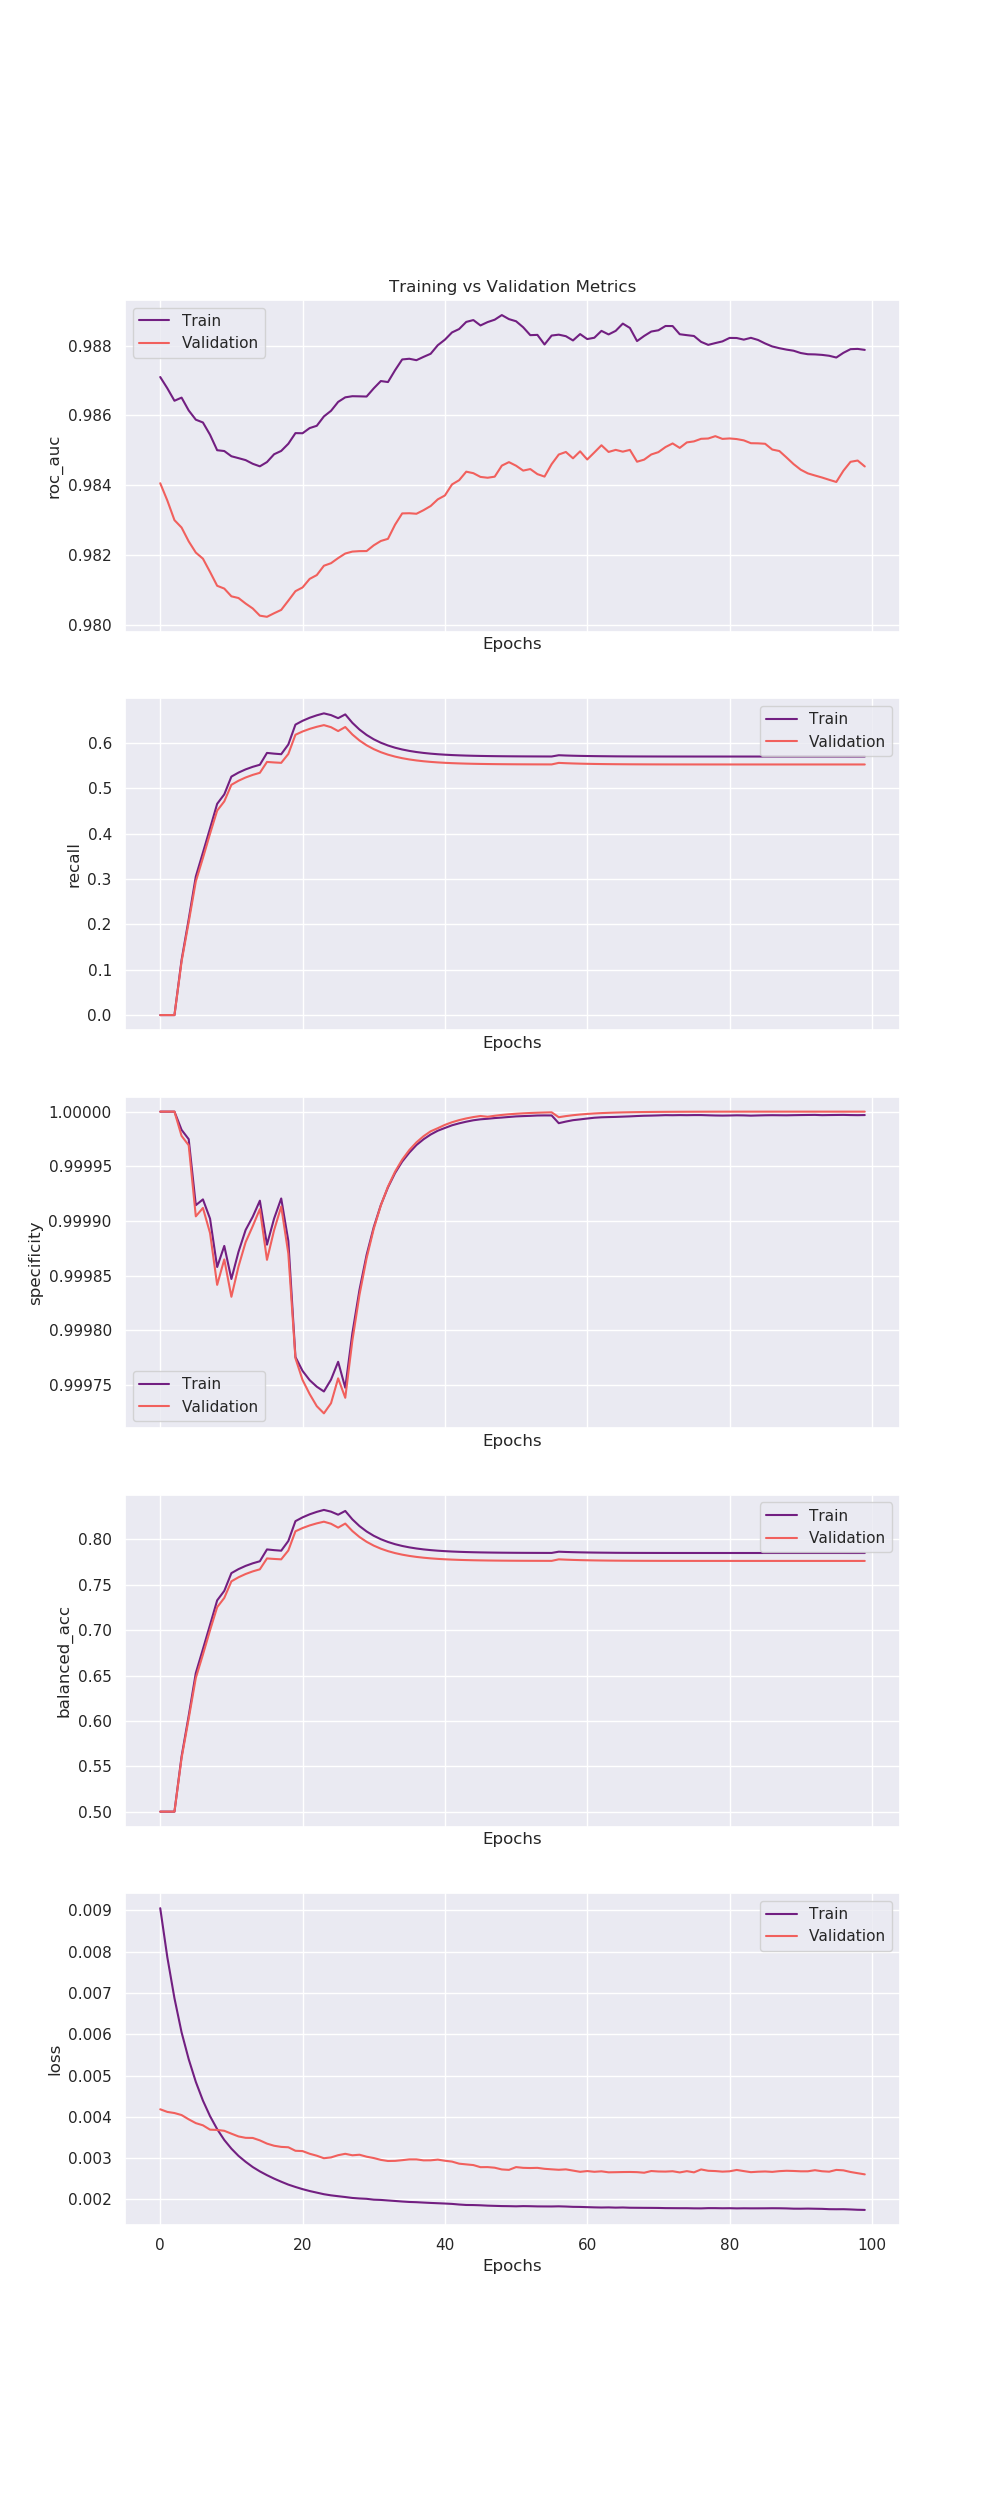 Training vs Validation Metrics
Train
Validation
0.988
0.986
0.984
0.982
0.980
roc_auc
Epochs
Train
Validation
0.6
0.5
0.4
0.3
0.2
0.1
0.0
recall
Epochs
1.00000
0.99995
0.99990
0.99985
0.99980
0.99975
specificity
Train
Validation
Epochs
Train
Validation
0.80
0.75
0.70
0.65
0.60
0.55
0.50
balanced_acc
Epochs
Train
Validation
0.009
0.008
0.007
0.006
0.005
0.004
0.003
0.002
loss
0 20 40 60 80 100
Epochs